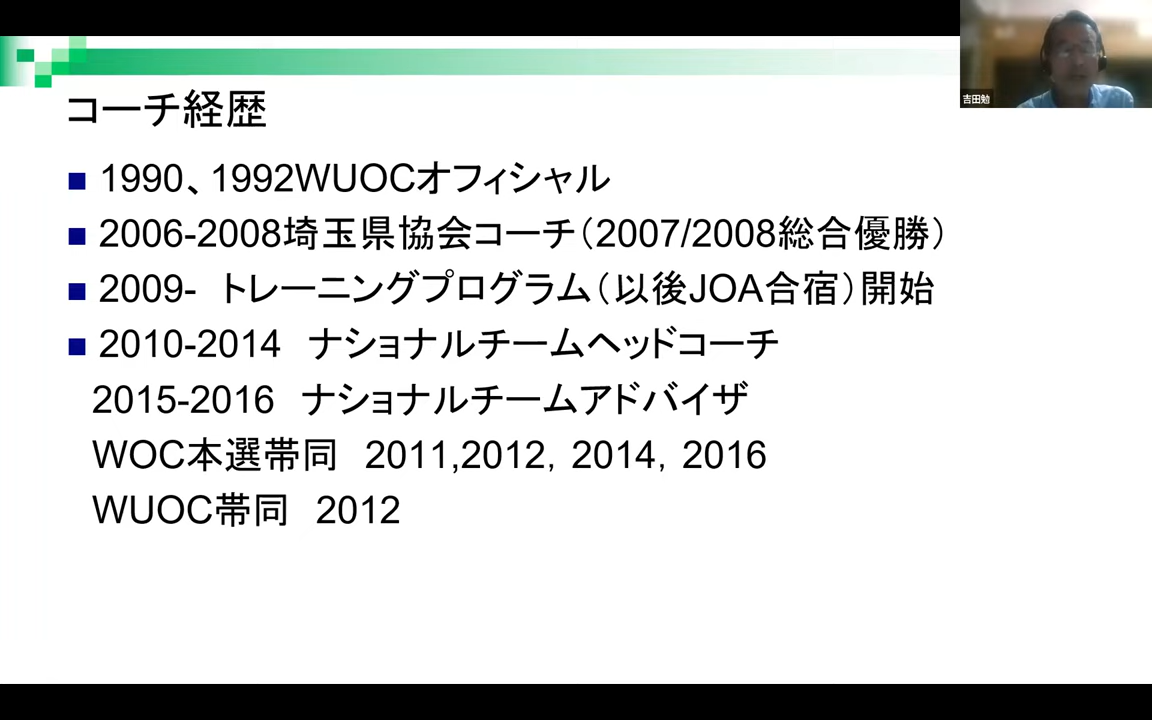 吉田勉
コーチ経歴
1990、1992WUOCオフィシャル
2006-2008埼玉県協会コーチ（2007/2008総合優勝）
2009-　トレーニングプログラム（以後JOA合宿）開始
2010-2014　ナショナルチームヘッドコーチ
2015-2016　ナショナルチームアドバイザ
WOC本選帯同　2011,2012，2014，2016
WUOC帯同　2012